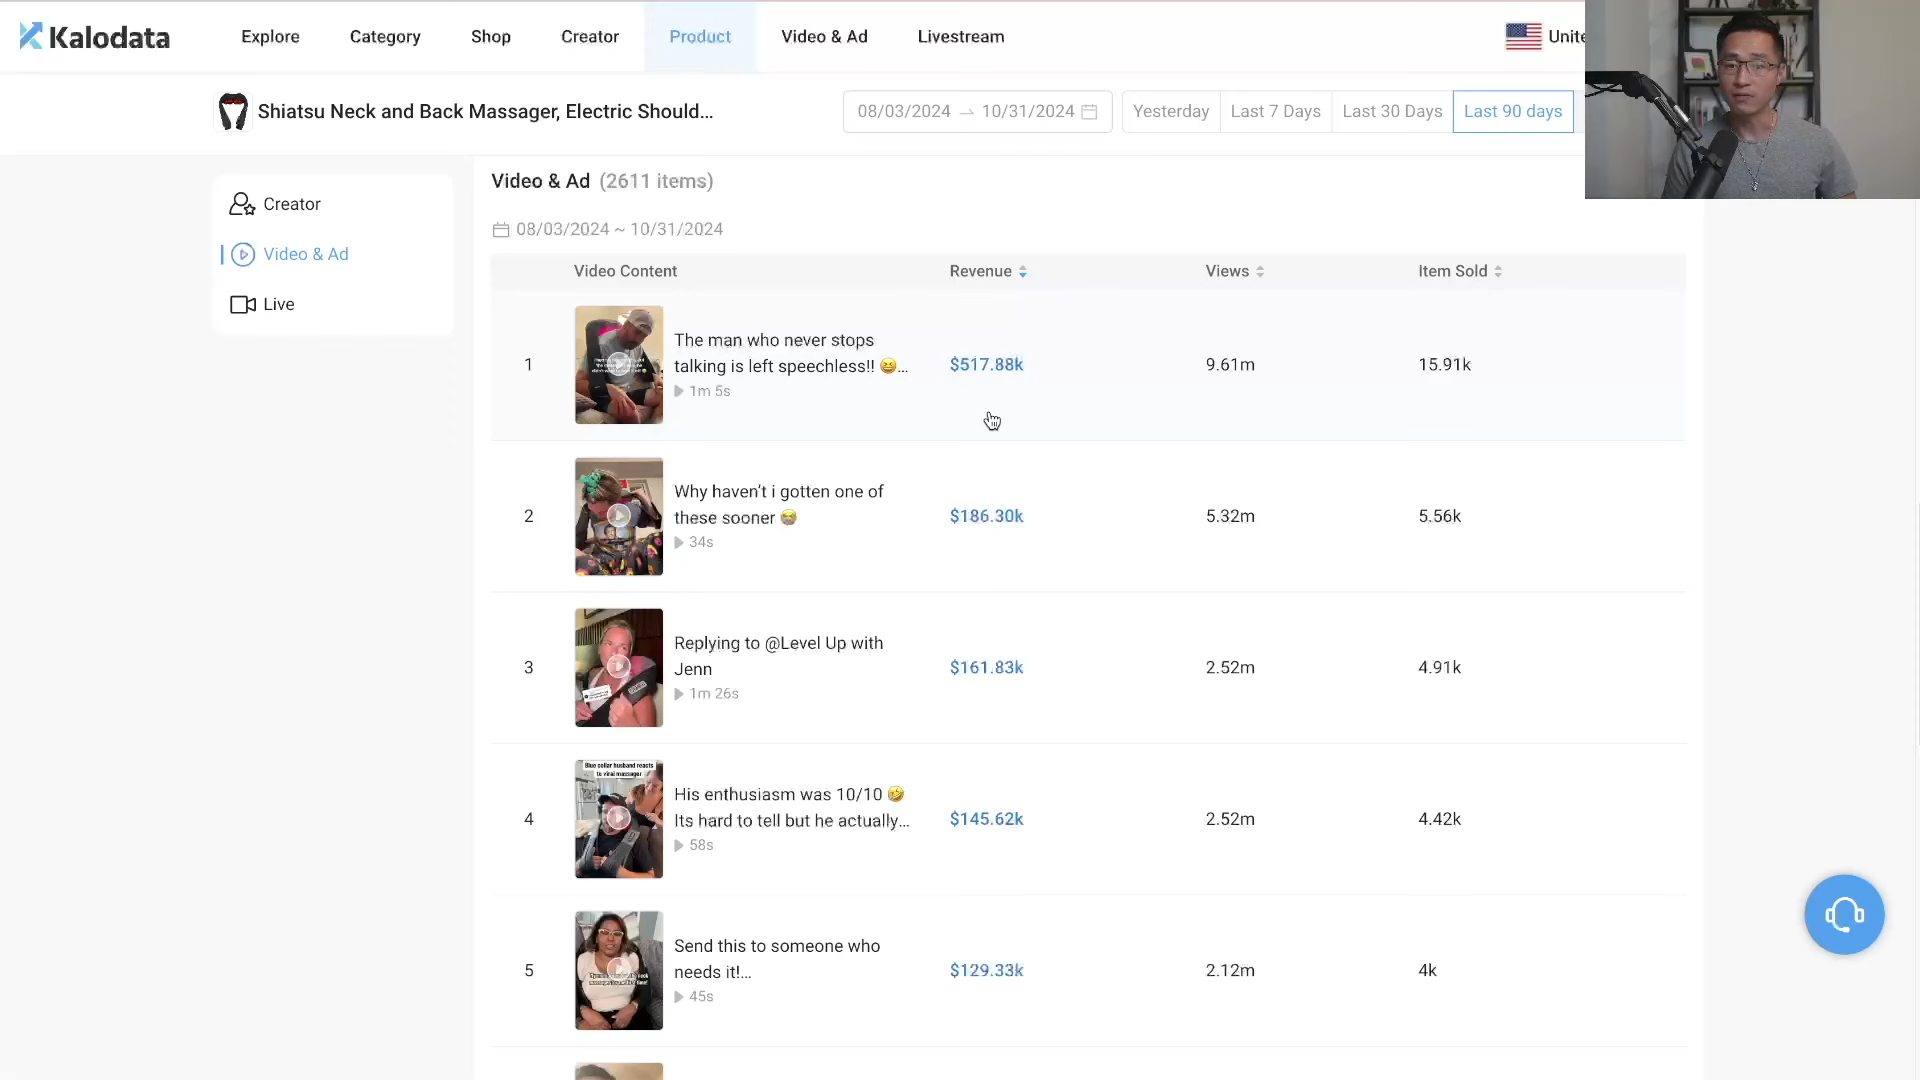 Kalodata
Explore
Category
Shop
Creator
Product
Video & Ad
Livestream
Shiatsu Neck and Back Massager, Electric Should...
08/03/2024 → 10/31/2024
Yesterday
Last 7 Days
Last 30 Days
Last 90 days
Creator
Video & Ad
Live
Video & Ad (2611 items)
08/03/2024 ~ 10/31/2024
Video Content
Revenue
Views
Item Sold
1
The man who never stops
talking is left speechless!! 😆...
1m 5s
$517.88k
9.61m
15.91k
2
Why haven't i gotten one of
these sooner 😭
34s
$186.30k
5.32m
5.56k
3
Replying to @Level Up with
Jenn
1m 26s
$161.83k
2.52m
4.91k
4
Blue collar husband reacts
to viral massager
His enthusiasm was 10/10 🤣
Its hard to tell but he actually...
58s
$145.62k
2.52m
4.42k
5
Send this to someone who
needs it!...
45s
$129.33k
2.12m
4k